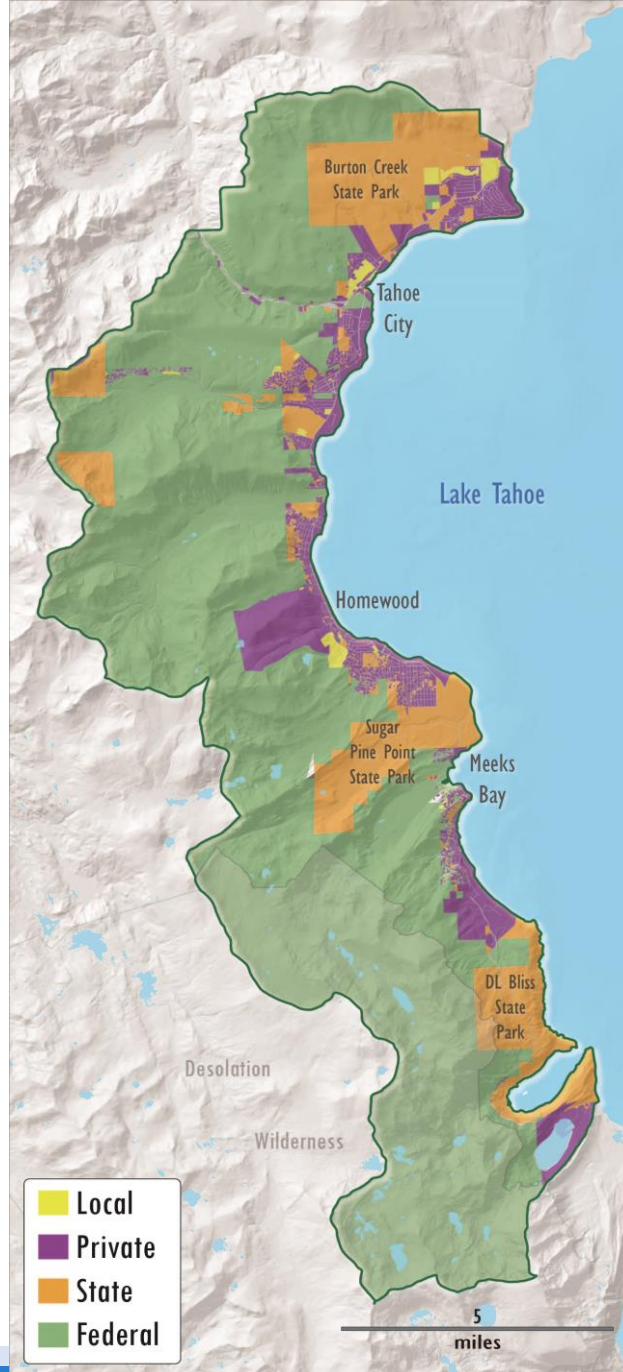 Burton Creek
State Park
Tahoe
City
Lake Tahoe
Homewood
Sugar
Pine Point
State Park
Meeks
Bay
DL Bliss
State
Park
Desolation
Wilderness
Local
Private
State
Federal
5
miles